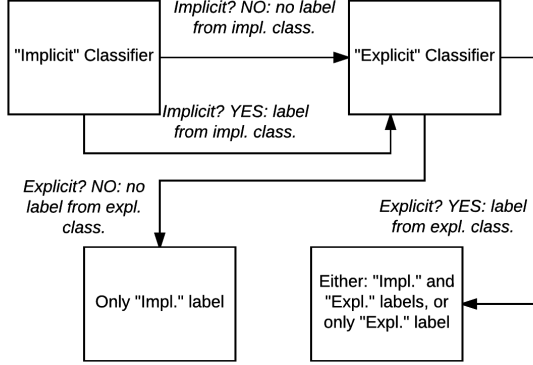 Implicit? NO: no label
from impl. class.
"Implicit" Classifier
"Explicit" Classifier
Implicit? YES: label
from impl. class.
Explicit? NO: no
label from expl.
class.
Explicit? YES: label
from expl. class.
Only "Impl." label
Either: "Impl." and
"Expl." labels, or
only "Expl." label